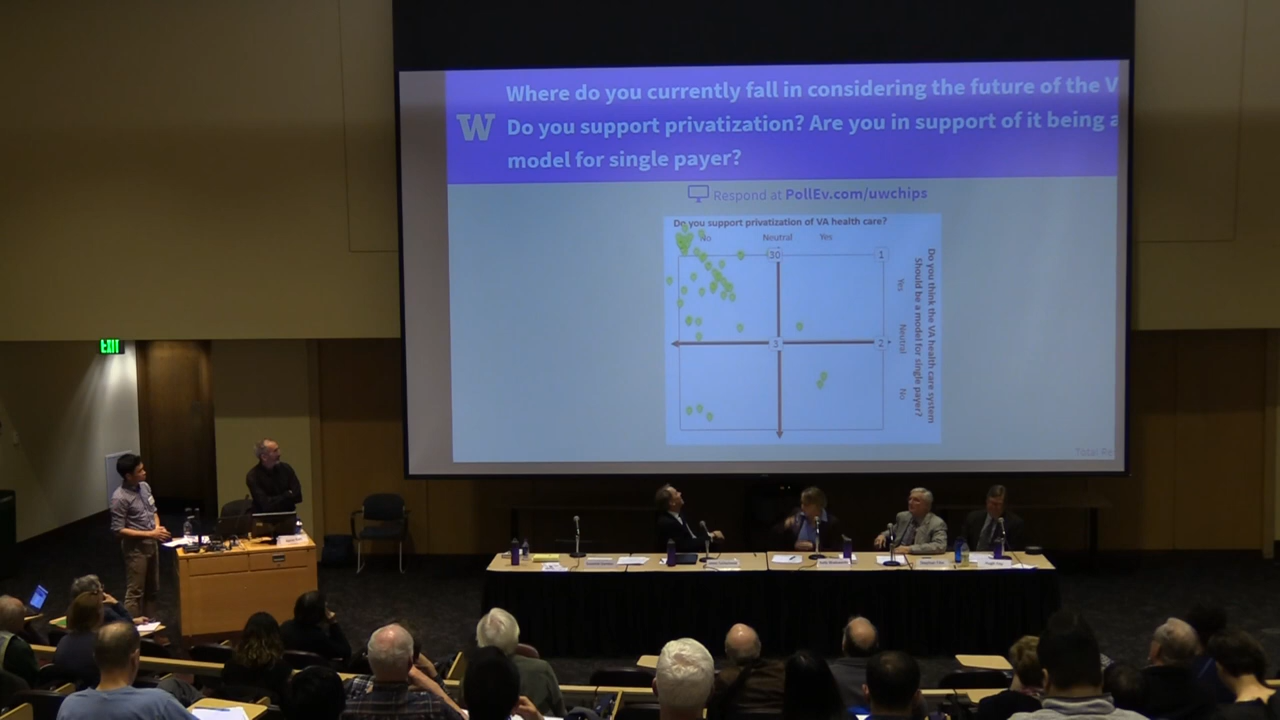 Where do you currently fall in considering the future of the V
Do you support privatization? Are you in support of it being a
W
model for single payer?
Respond at PollEv.com/uwchips
Do you support privatization of VA health care?
No Neutral Yes
30 1
3 2
Do you think the VA health care system
Should be a model for single payer?
Yes Neutral No
EXIT